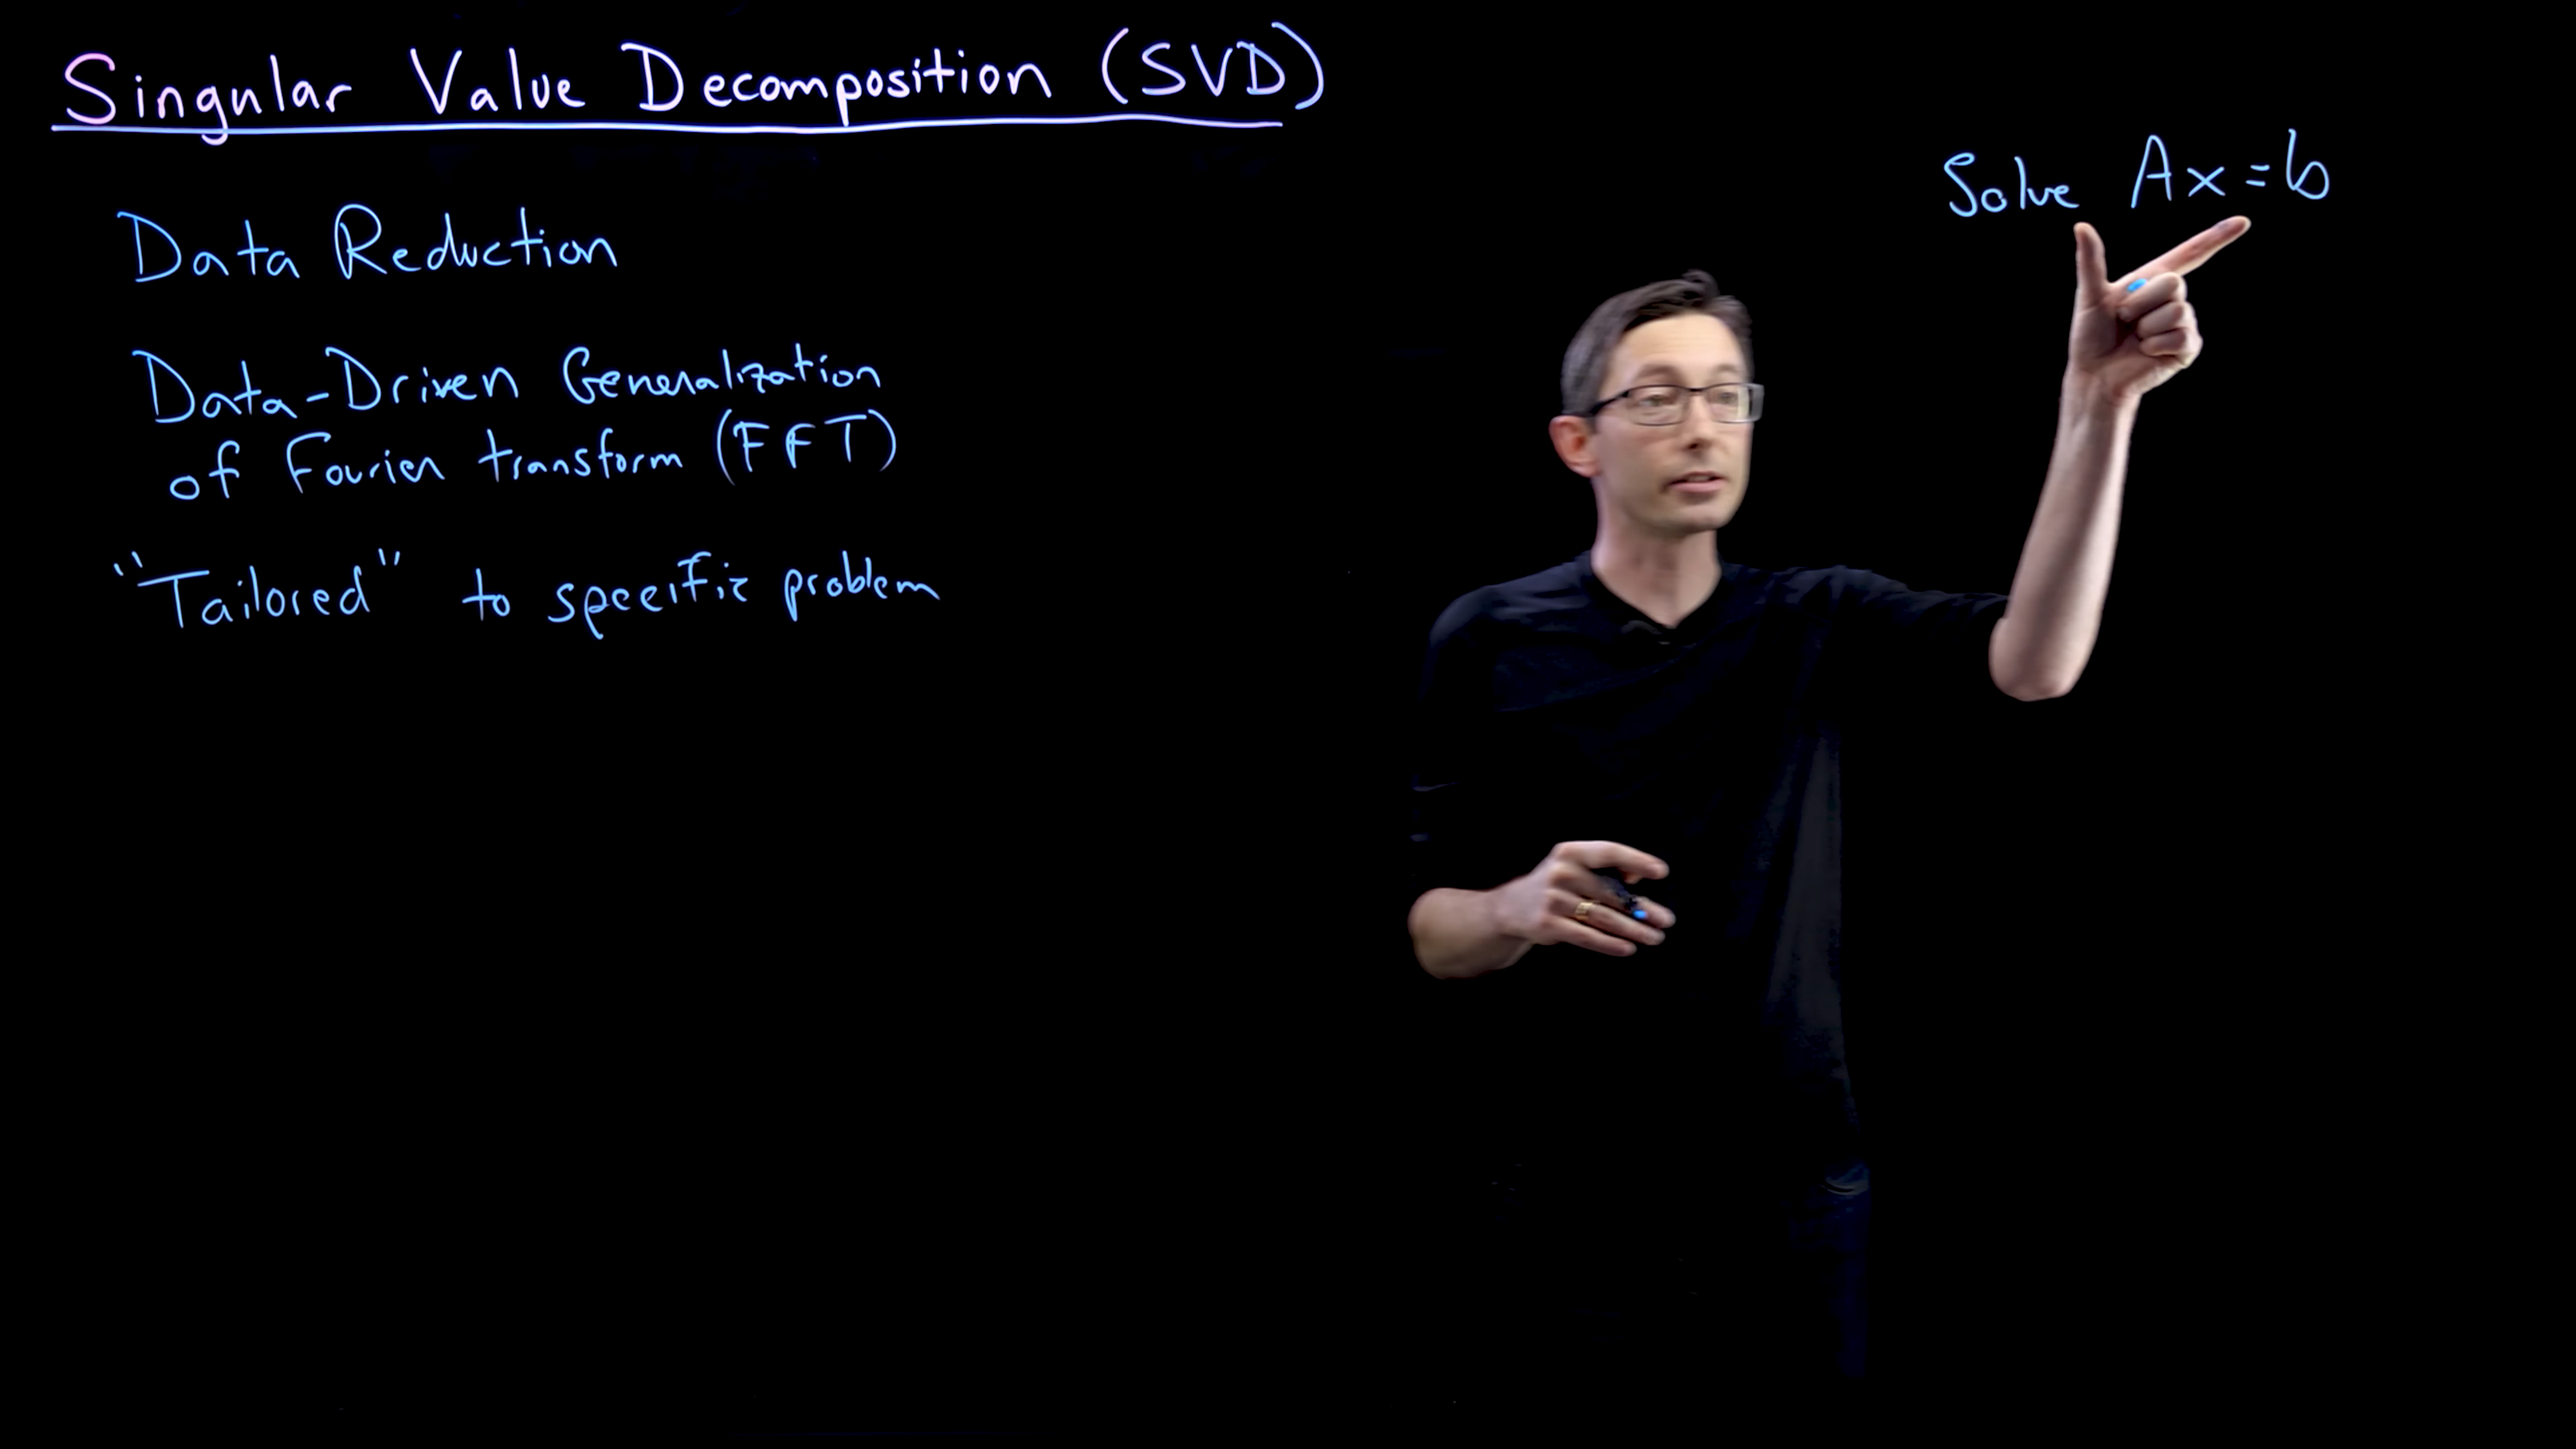 Singular Value Decomposition (SVD)
Solve Ax=b
Data Reduction
Data-Driven Generalization
of Fourier transform (FFT)
"Tailored" to specific problem